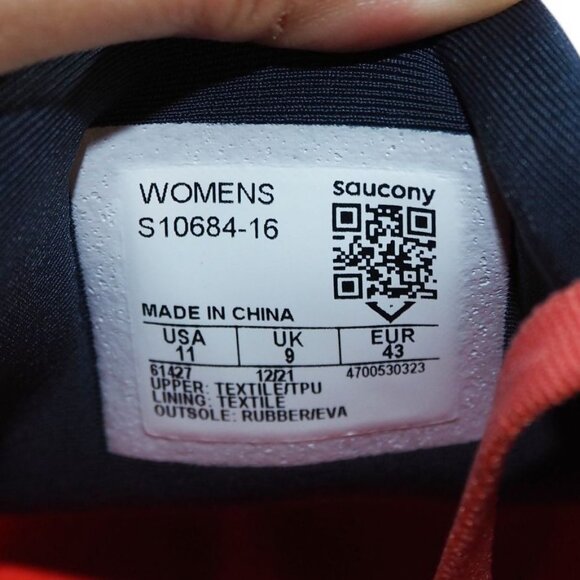 WOMENS
S10684-16
saucony
MADE IN CHINA
USA UK EUR
11 9 43
61427 12/21 4700530323
UPPER: TEXTILE/TPU
LINING: TEXTILE
OUTSOLE: RUBBER/EVA